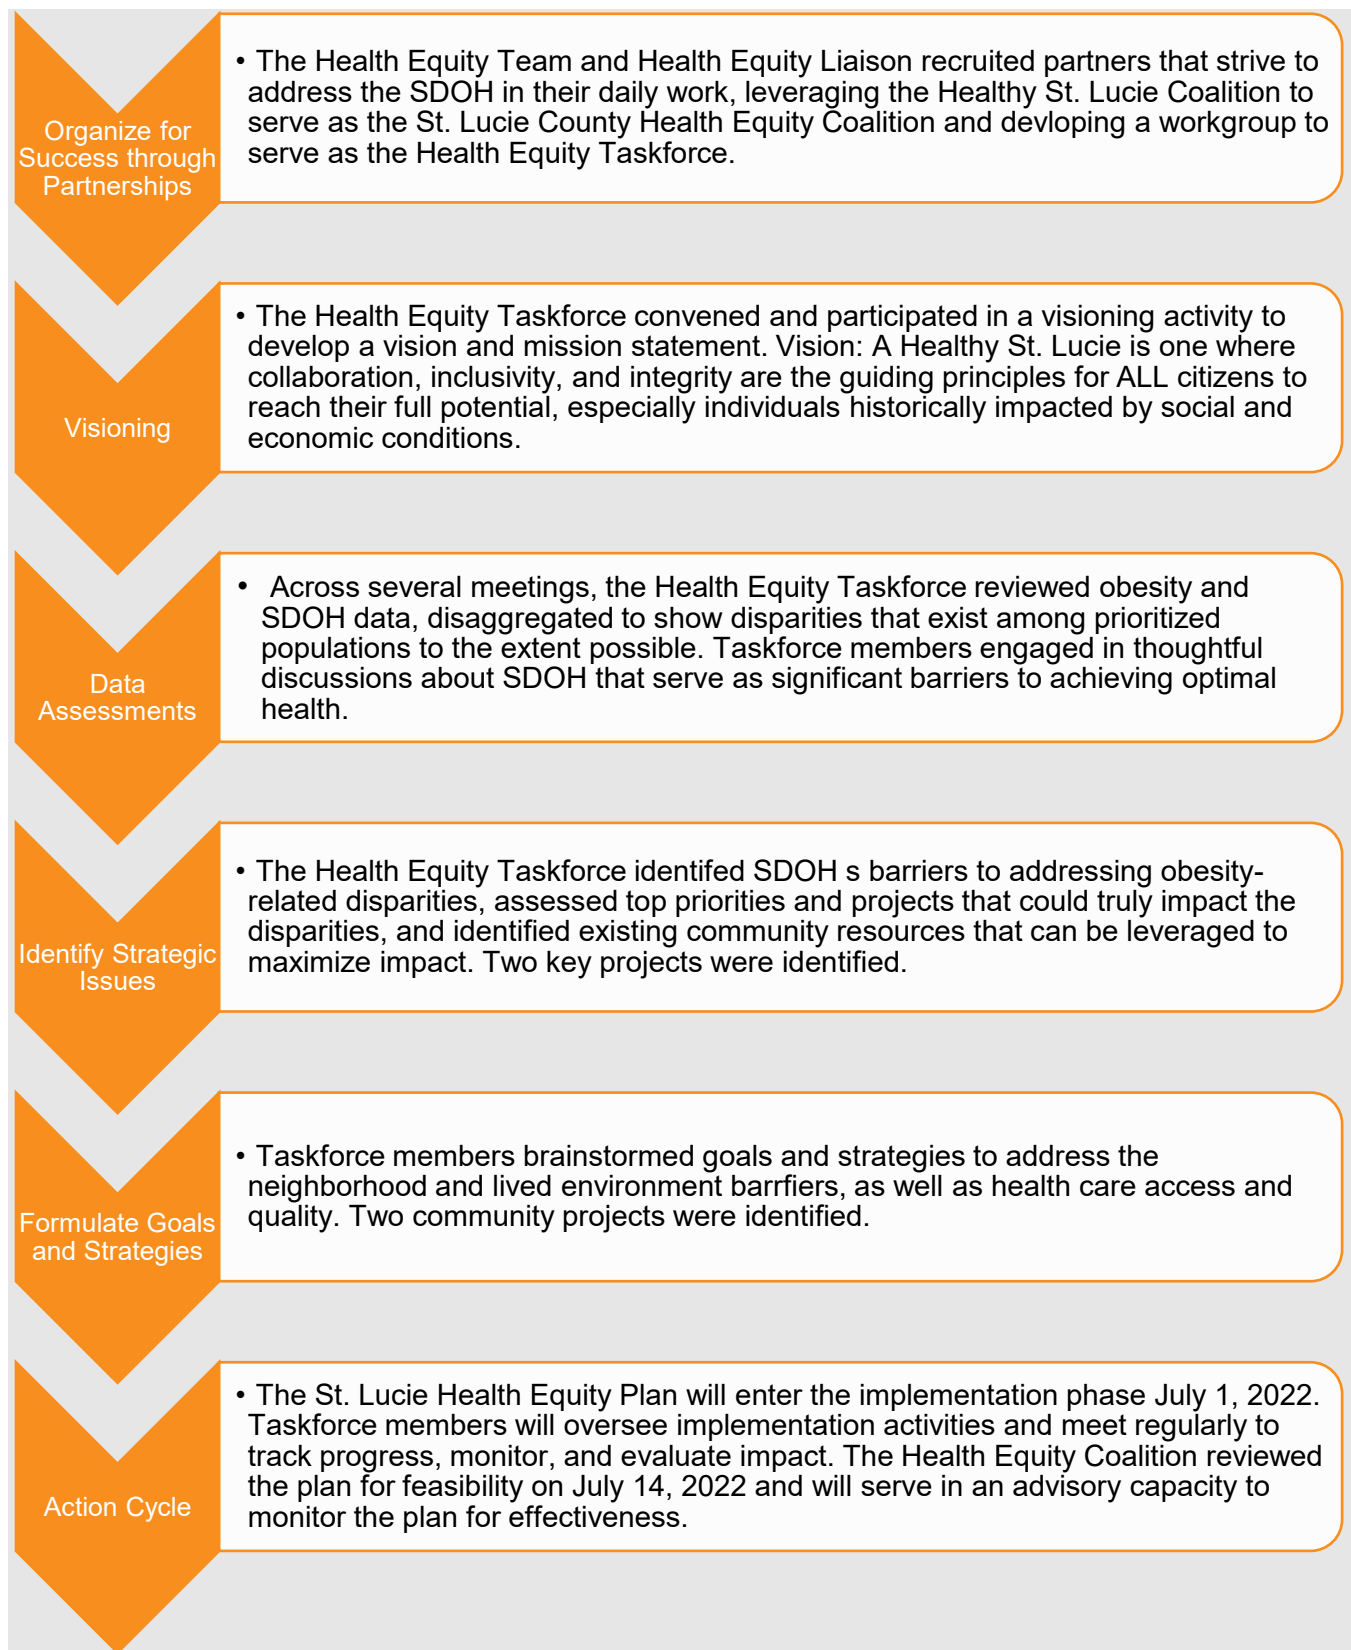 Organize for
Success through
Partnerships
• The Health Equity Team and Health Equity Liaison recruited partners that strive to
address the SDOH in their daily work, leveraging the Healthy St. Lucie Coalition to
serve as the St. Lucie County Health Equity Coalition and devloping a workgroup to
serve as the Health Equity Taskforce.
Visioning
• The Health Equity Taskforce convened and participated in a visioning activity to
develop a vision and mission statement. Vision: A Healthy St. Lucie is one where
collaboration, inclusivity, and integrity are the guiding principles for ALL citizens to
reach their full potential, especially individuals historically impacted by social and
economic conditions.
Data
Assessments
• Across several meetings, the Health Equity Taskforce reviewed obesity and
SDOH data, disaggregated to show disparities that exist among prioritized
populations to the extent possible. Taskforce members engaged in thoughtful
discussions about SDOH that serve as significant barriers to achieving optimal
health.
Identify Strategic
Issues
• The Health Equity Taskforce identifed SDOH s barriers to addressing obesity-
related disparities, assessed top priorities and projects that could truly impact the
disparities, and identified existing community resources that can be leveraged to
maximize impact. Two key projects were identified.
Formulate Goals
and Strategies
• Taskforce members brainstormed goals and strategies to address the
neighborhood and lived environment barrfiers, as well as health care access and
quality. Two community projects were identified.
Action Cycle
• The St. Lucie Health Equity Plan will enter the implementation phase July 1, 2022.
Taskforce members will oversee implementation activities and meet regularly to
track progress, monitor, and evaluate impact. The Health Equity Coalition reviewed
the plan for feasibility on July 14, 2022 and will serve in an advisory capacity to
monitor the plan for effectiveness.